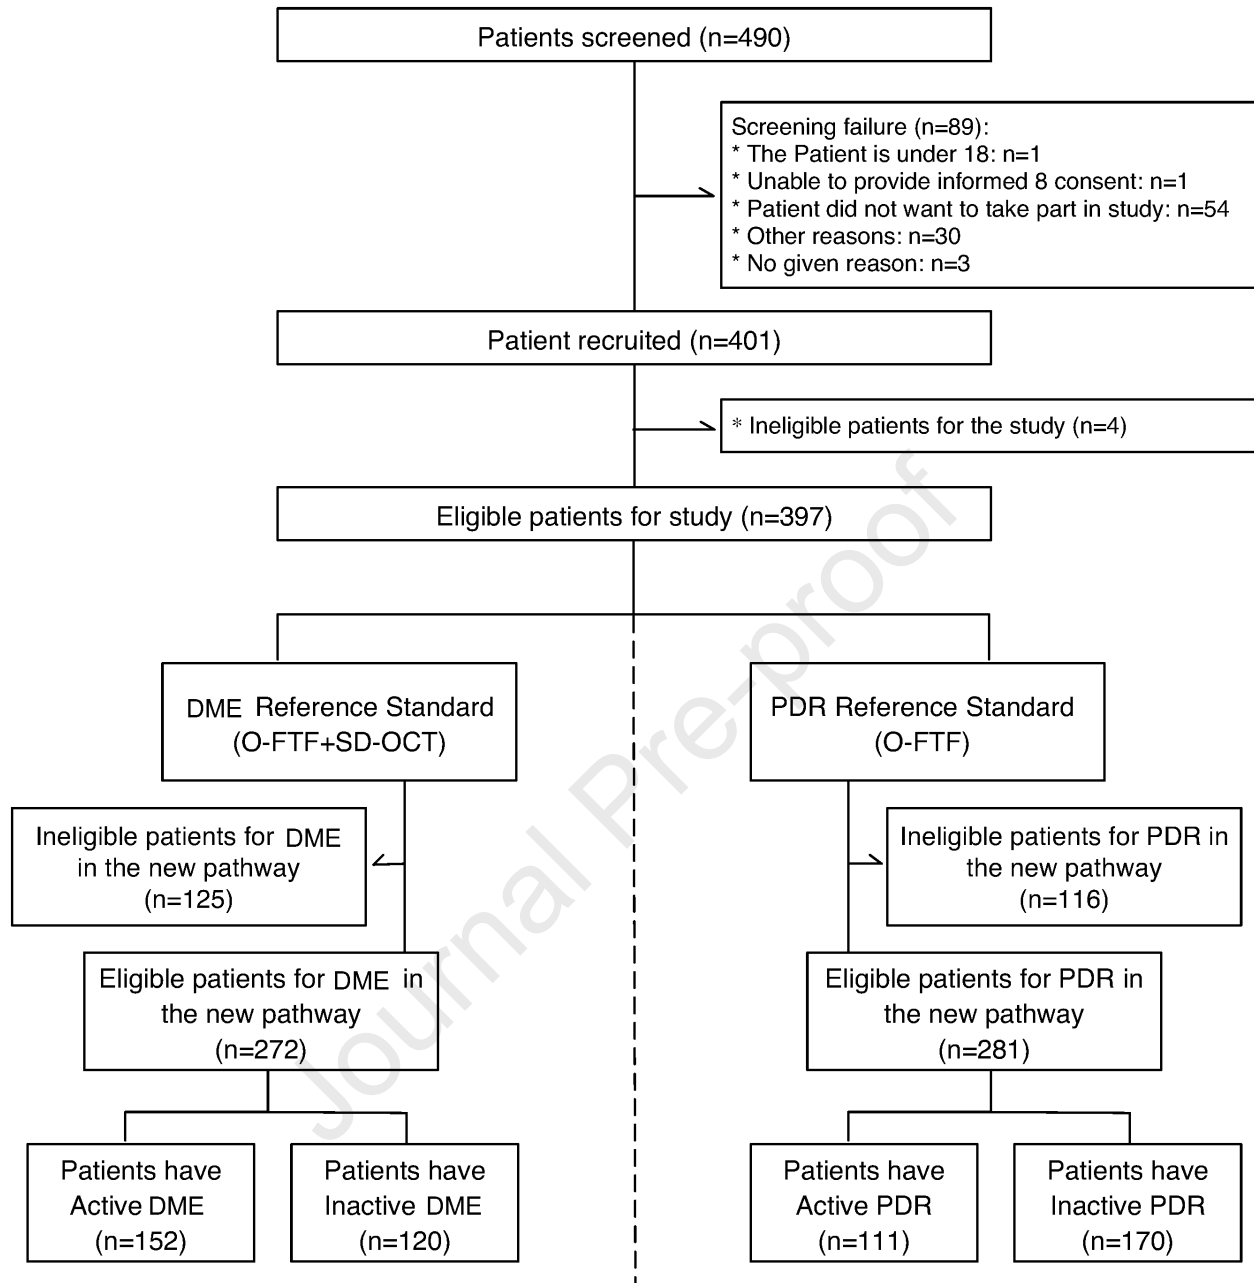 Patients screened (n=490)
Screening failure (n=89):
* The Patient is under 18: n=1
* Unable to provide informed 8 consent: n=1
* Patient did not want to take part in study: n=54
* Other reasons: n=30
* No given reason: n=3
Patient recruited (n=401)
* Ineligible patients for the study (n=4)
Eligible patients for study (n=397)
DME Reference Standard
(O-FTF+SD-OCT)
PDR Reference Standard
(O-FTF)
Ineligible patients for DME
in the new pathway
(n=125)
Ineligible patients for PDR in
the new pathway
(n=116)
Eligible patients for DME in
the new pathway
(n=272)
Eligible patients for PDR in
the new pathway
(n=281)
Patients have
Active DME
(n=152)
Patients have
Inactive DME
(n=120)
Patients have
Active PDR
(n=111)
Patients have
Inactive PDR
(n=170)
Journal Pre-proof